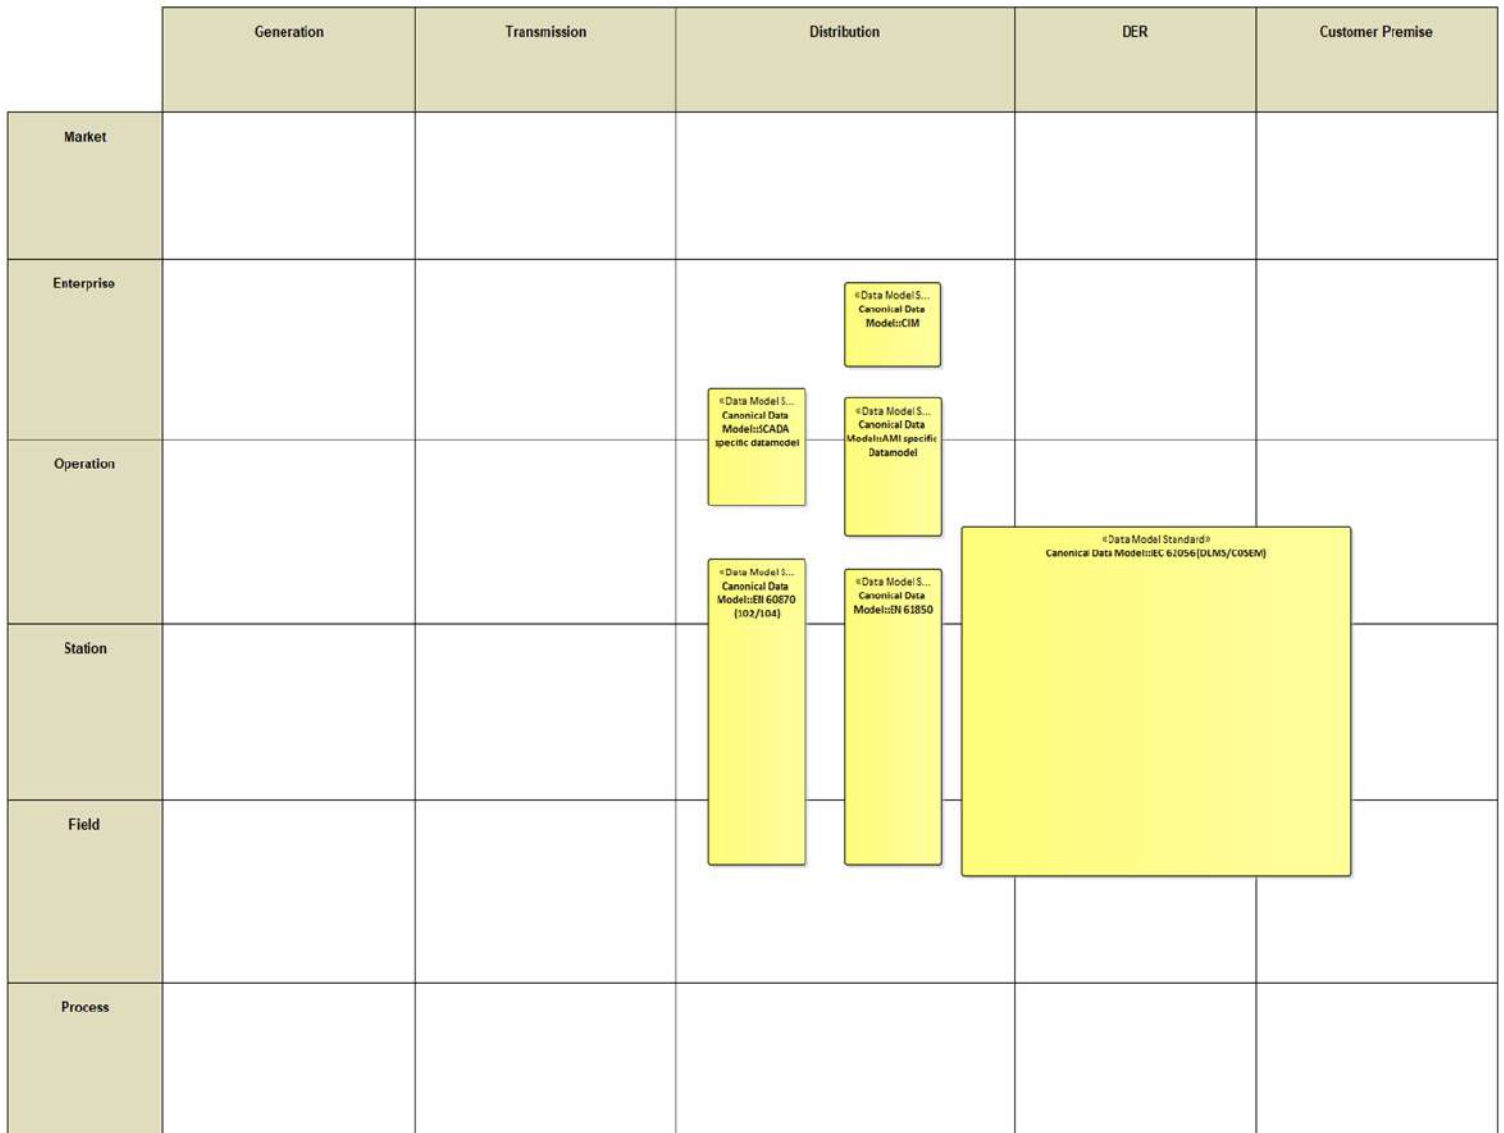 Generation
Transmission
Distribution
DER
Customer Premise
Market
Enterprise
«Data Model S...
Canonical Data
Model::CIM
«Data Model S...
Canonical Data
Model::SCADA
specific datamodel
«Data Model S...
Canonical Data
Model::AMI specific
Datamodel
Operation
«Data Model Standard»
Canonical Data Model::IEC 62056 (DLMS/COSEM)
«Data Model S...
Canonical Data
Model::EN 60870
(102/104)
«Data Model S...
Canonical Data
Model::EN 61850
Station
Field
Process